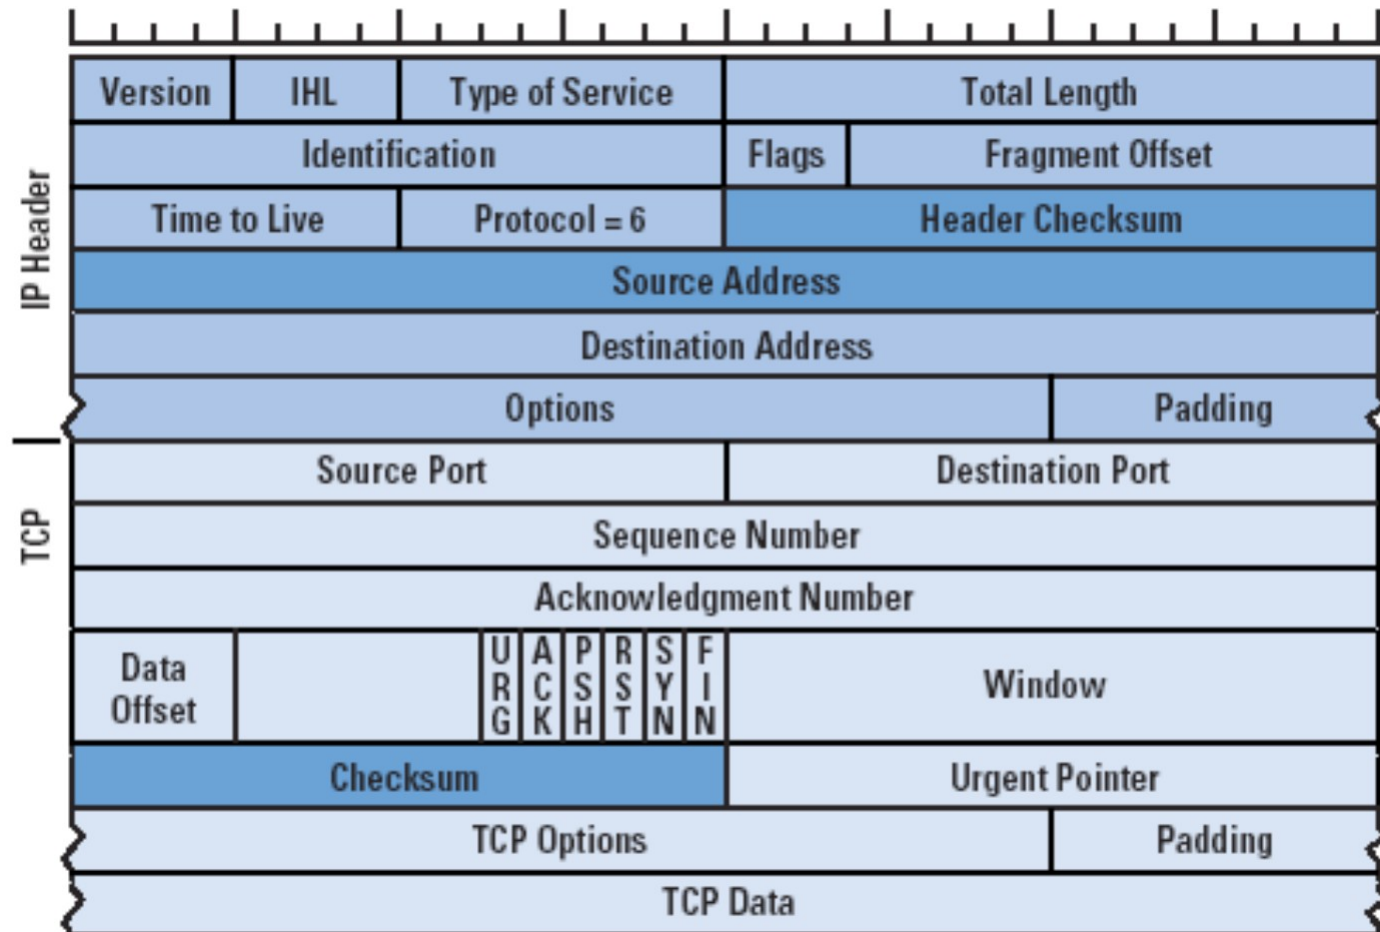 IP Header
Version IHL Type of Service Total Length
Identification Flags Fragment Offset
Time to Live Protocol = 6 Header Checksum
Source Address
Destination Address
Options Padding
TCP
Source Port Destination Port
Sequence Number
Acknowledgment Number
Data Offset URG ACK PSH RST SYN FIN Window
Checksum Urgent Pointer
TCP Options Padding
TCP Data